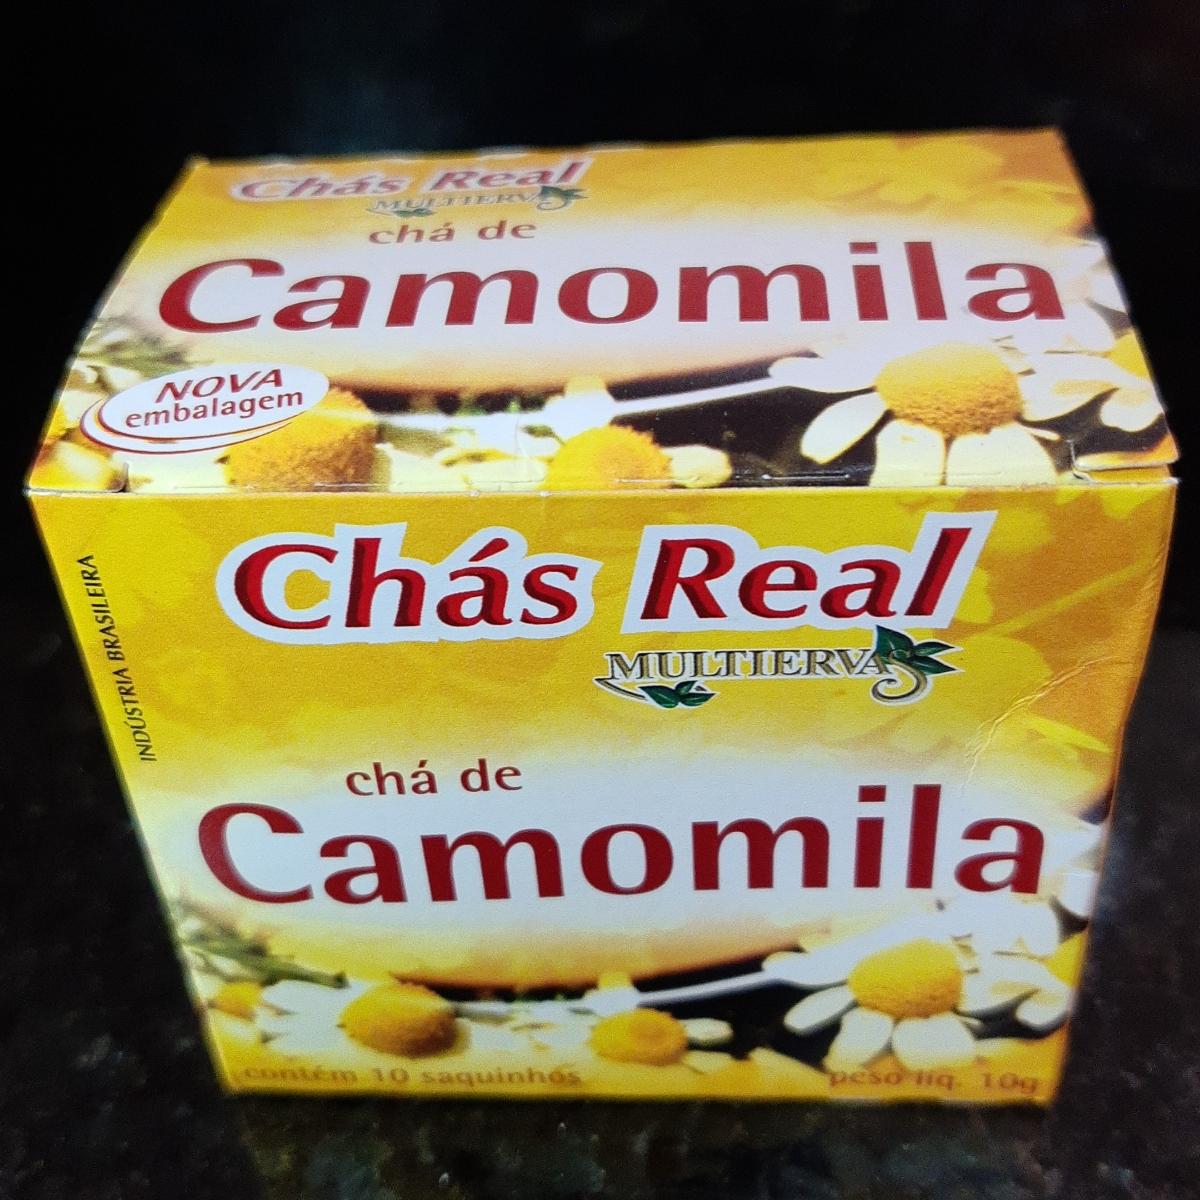 Chás Real
MULTIERVAS
chá de
Camomila
NOVA
embalagem
INDÚSTRIA BRASILEIRA
Chás Real
MULTIERVAS
chá de
Camomila
contém 10 saquinhos
peso líq. 10g